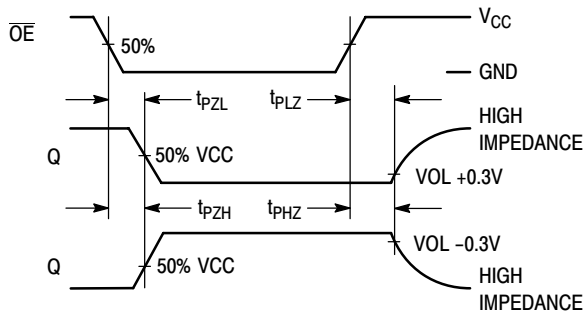 OE
50%
VCC
GND
tPZL
tPLZ
Q
50% VCC
HIGH
IMPEDANCE
VOL +0.3V
tPZH
tPHZ
Q
50% VCC
VOL –0.3V
HIGH
IMPEDANCE